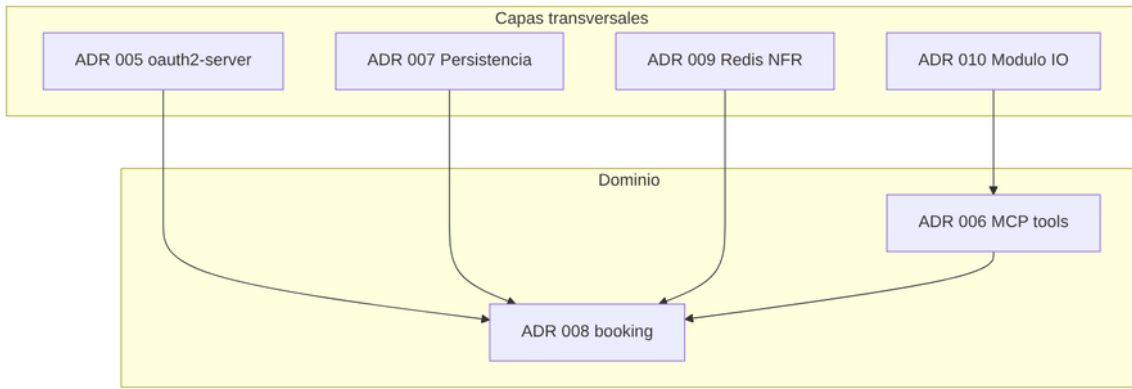 Capas transversales
ADR 005 oauth2-server
ADR 007 Persistencia
ADR 009 Redis NFR
ADR 010 Modulo IO
Dominio
ADR 006 MCP tools
ADR 008 booking